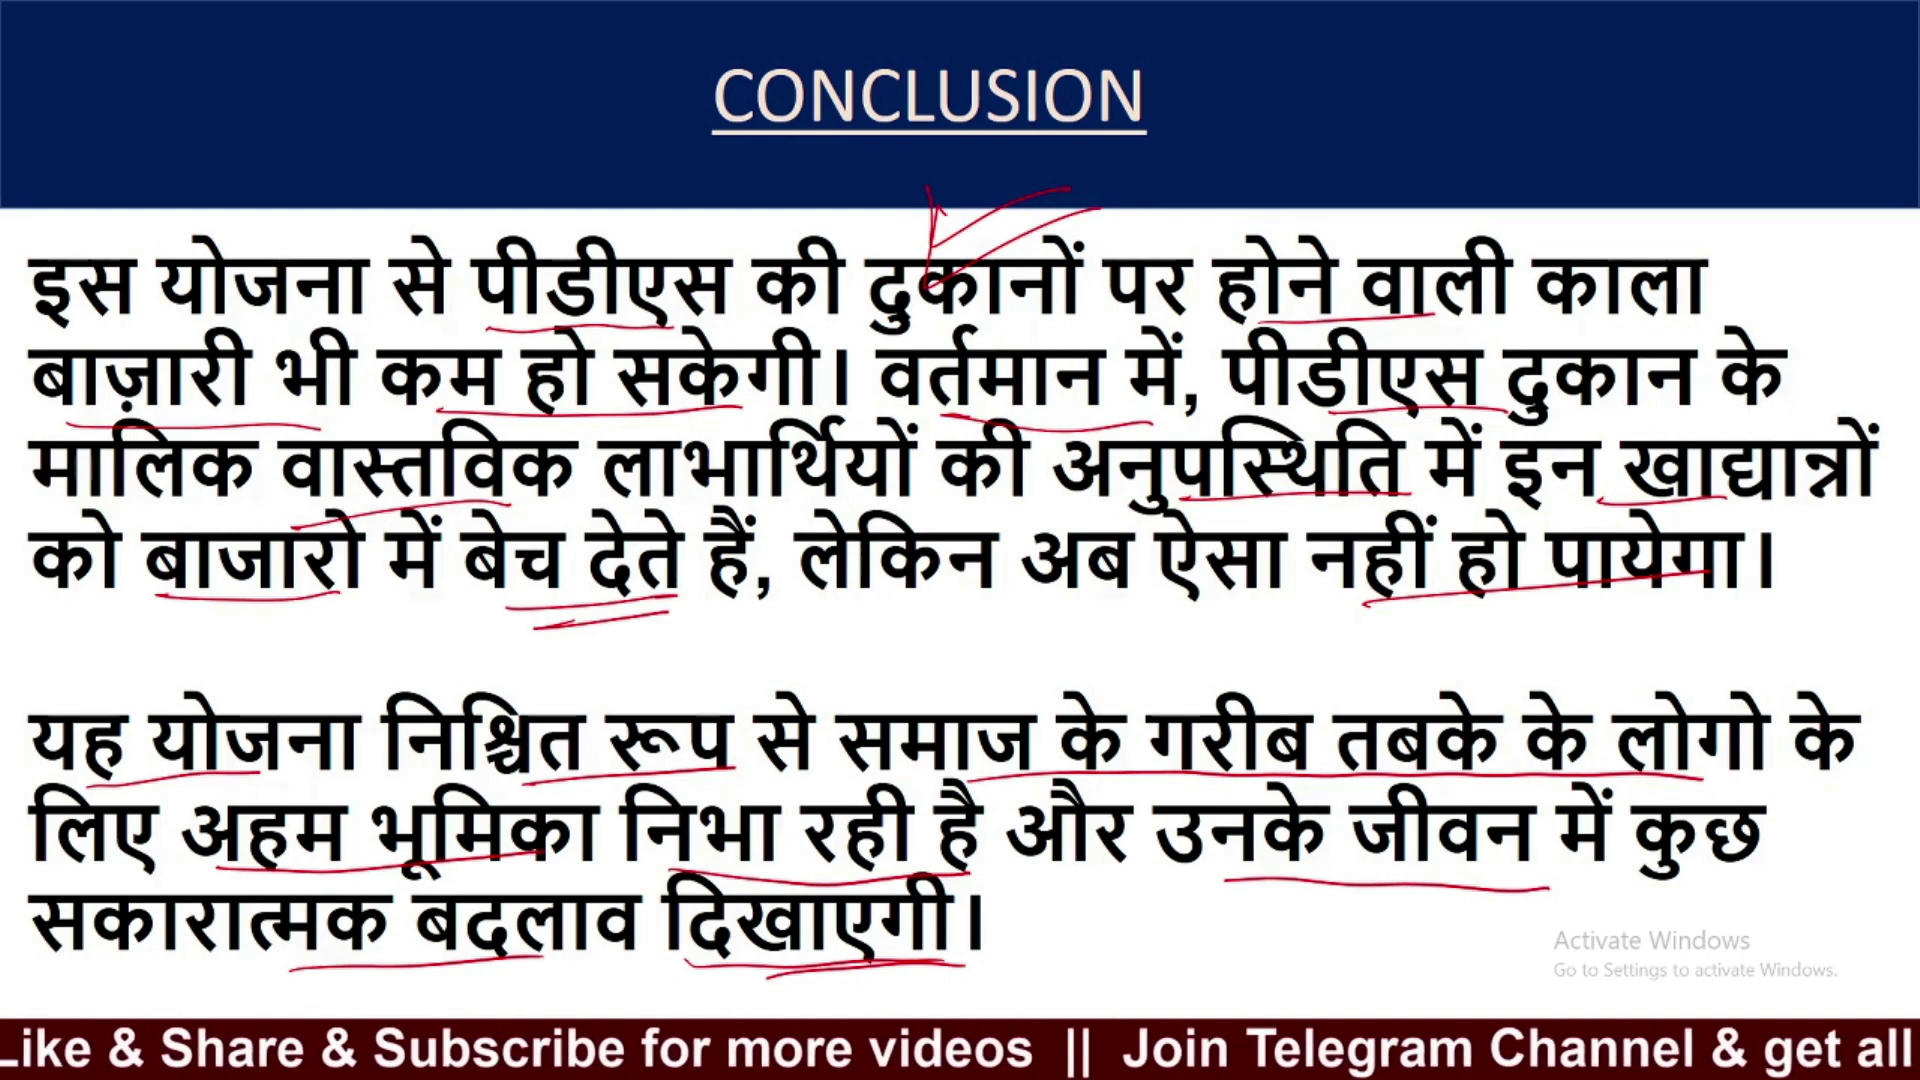 CONCLUSION
इस योजना से पीडीएस की दुकानों पर होने वाली काला
बाज़ारी भी कम हो सकेगी। वर्तमान में, पीडीएस दुकान के
मालिक वास्तविक लाभार्थियों की अनुपस्थिति में इन खाद्यान्नों
को बाजारो में बेच देते हैं, लेकिन अब ऐसा नहीं हो पायेगा।
यह योजना निश्चित रूप से समाज के गरीब तबके के लोगो के
लिए अहम भूमिका निभा रही है और उनके जीवन में कुछ
सकारात्मक बदलाव दिखाएगी।
Activate Windows
Go to Settings to activate Windows.
Like & Share & Subscribe for more videos || Join Telegram Channel & get all